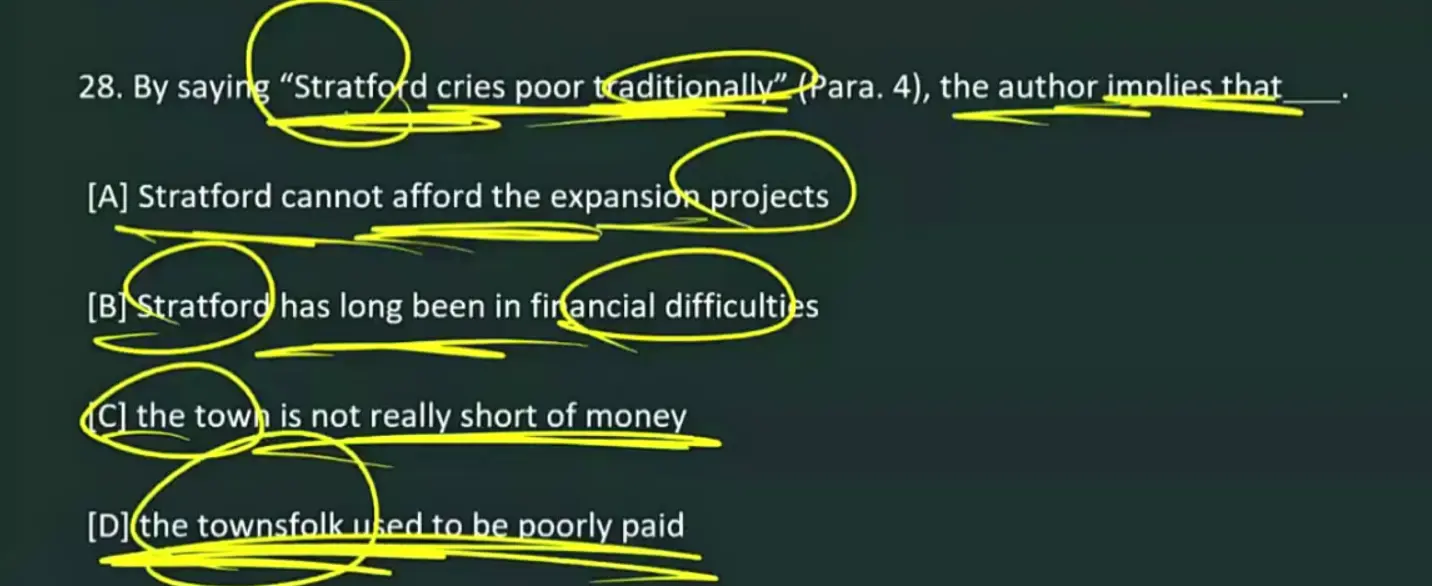 28. By saying “Stratford cries poor traditionally” (Para. 4), the author implies that____.
[A] Stratford cannot afford the expansion projects
[B] Stratford has long been in financial difficulties
[C] the town is not really short of money
[D] the townsfolk used to be poorly paid